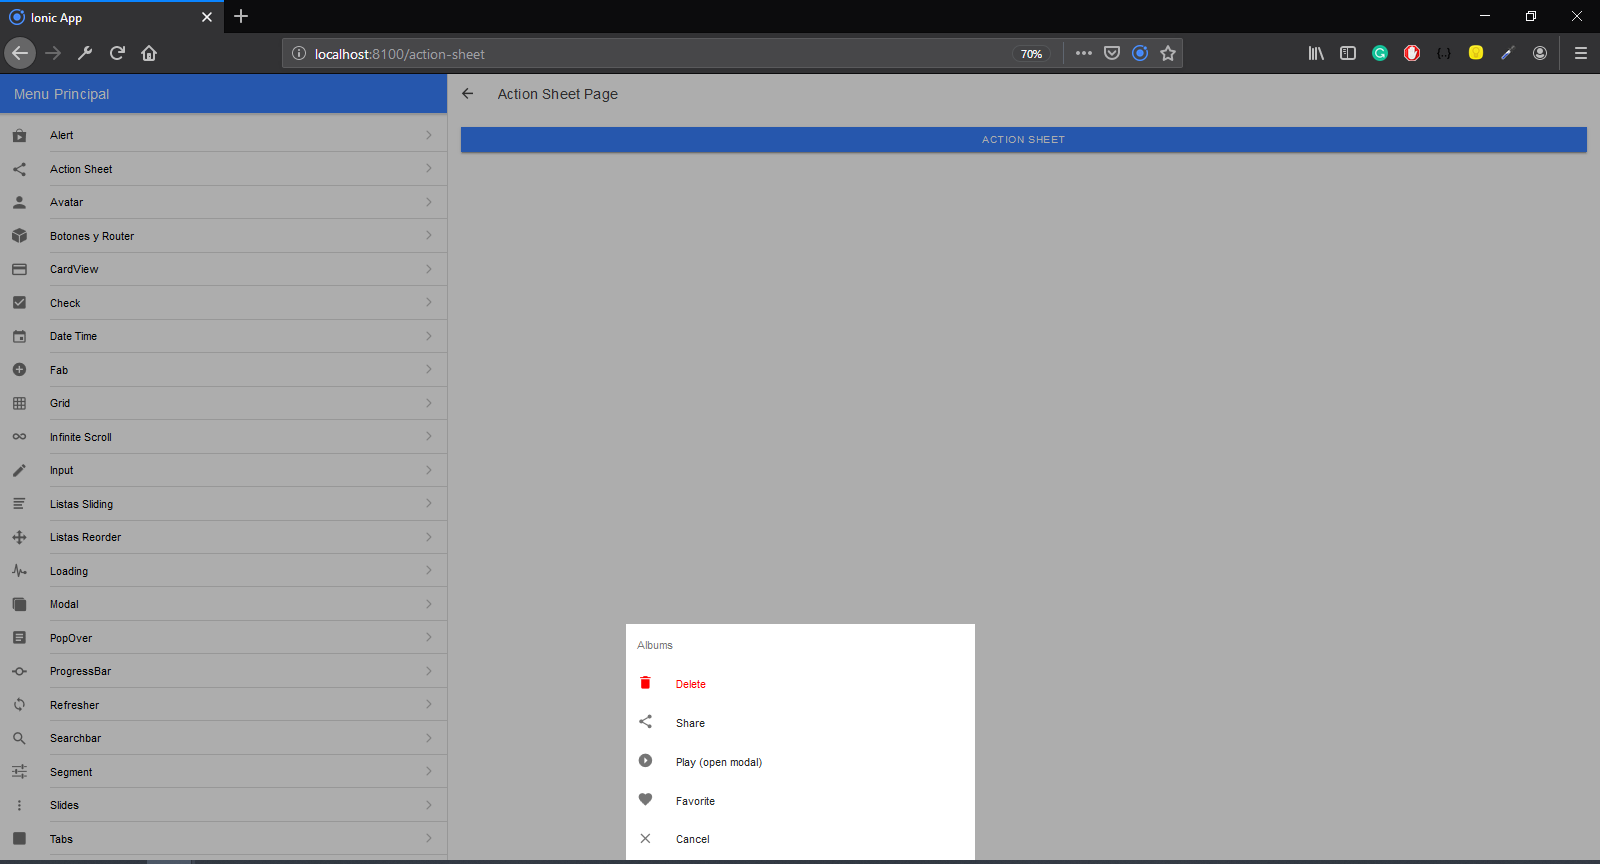 Ionic App
localhost:8100/action-sheet
70%
Menu Principal
Alert
Action Sheet
Avatar
Botones y Router
CardView
Check
Date Time
Fab
Grid
Infinite Scroll
Input
Listas Sliding
Listas Reorder
Loading
Modal
PopOver
ProgressBar
Refresher
Searchbar
Segment
Slides
Tabs
Action Sheet Page
ACTION SHEET
Albums
Delete
Share
Play (open modal)
Favorite
Cancel